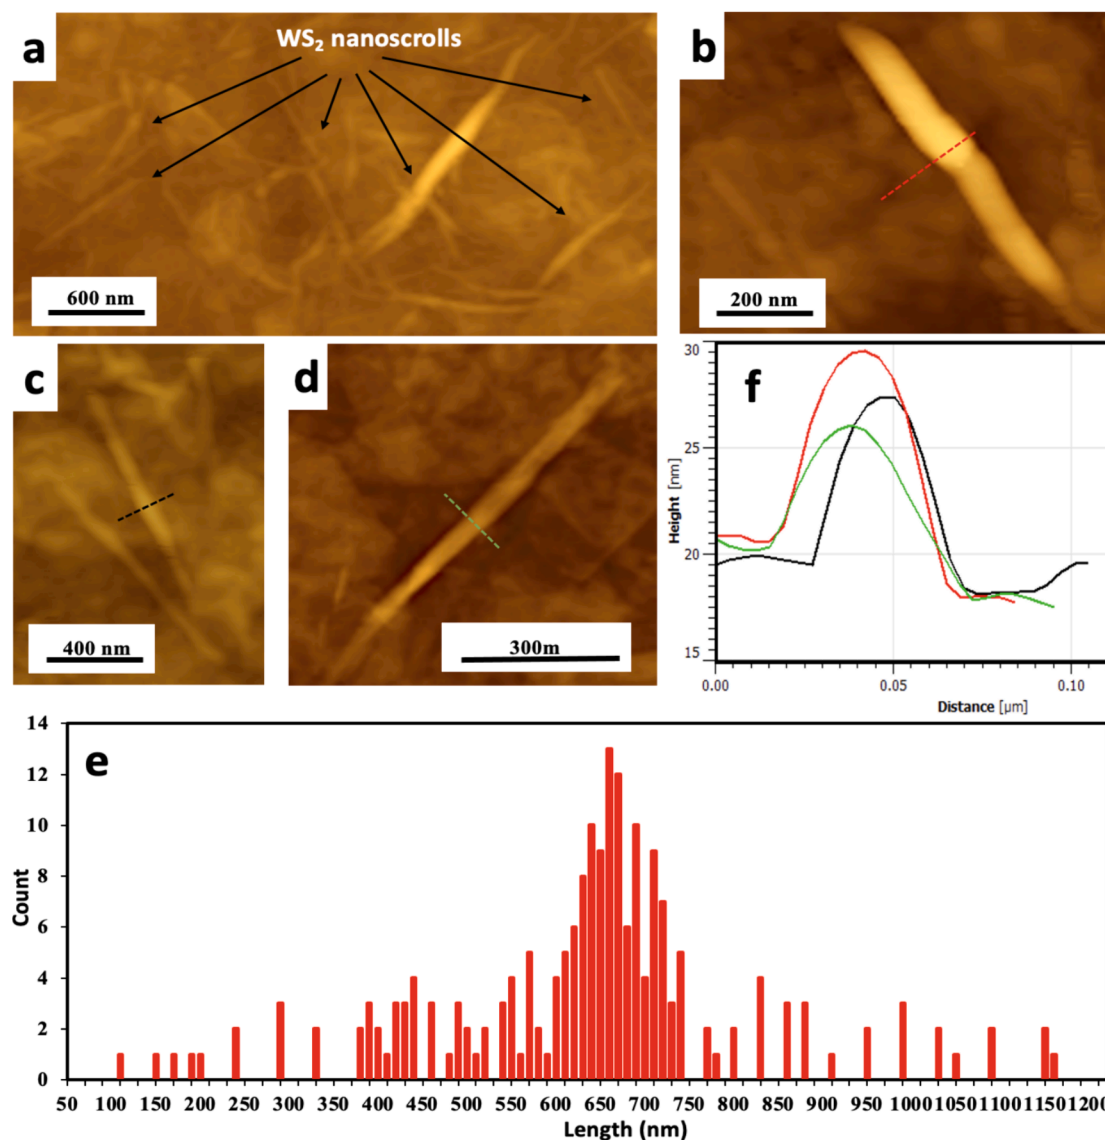 a
WS₂ nanoscrolls
600 nm
b
200 nm
c
400 nm
d
300m
f
30
25
20
15
Height [nm]
0.00 0.05 0.10
Distance [µm]
e
14
12
10
8
6
4
2
0
Count
50 100 150 200 250 300 350 400 450 500 550 600 650 700 750 800 850 900 950 1000 1050 1100 1150 1200
Length (nm)